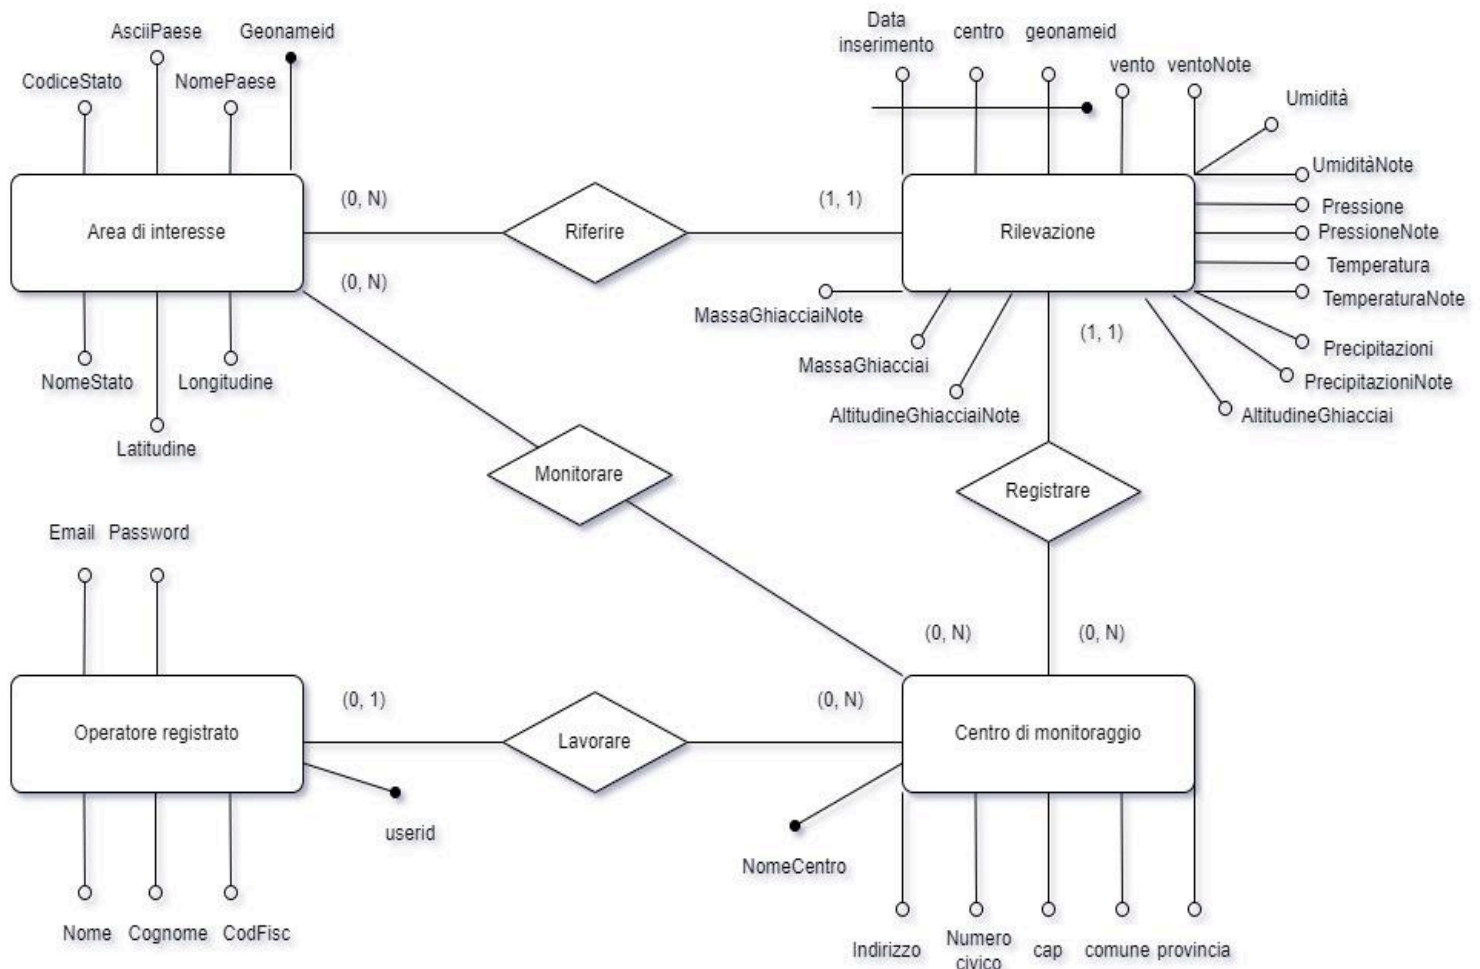 AsciiPaese
Geonameid
CodiceStato
NomePaese
Data
inserimento
centro
geonameid
vento
ventoNote
Umidità
UmiditàNote
Pressione
PressioneNote
Temperatura
TemperaturaNote
Precipitazioni
PrecipitazioniNote
AltitudineGhiacciai
Area di interesse
(0, N)
Riferire
(1, 1)
Rilevazione
(0, N)
MassaGhiacciaiNote
MassaGhiacciai
AltitudineGhiacciaiNote
(1, 1)
NomeStato
Longitudine
Latitudine
Monitorare
Registrare
Email
Password
(0, N)
(0, N)
Operatore registrato
(0, 1)
Lavorare
(0, N)
Centro di monitoraggio
userid
NomeCentro
Nome
Cognome
CodFisc
Indirizzo
Numero
civico
cap
comune
provincia